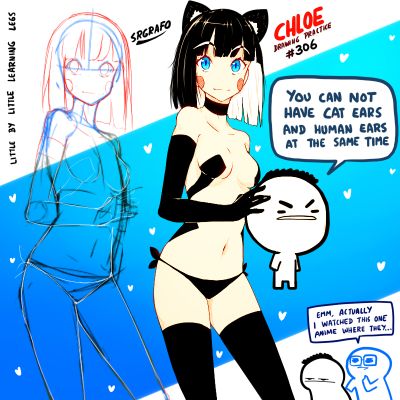 LITTLE BY LITTLE LEARNING LEGS
SRGRAFO
CHLOE
DRAWING PRACTICE
#306
YOU CAN NOT
HAVE CAT EARS
AND HUMAN EARS
AT THE SAME TIME
EMM, ACTUALLY
I WATCHED THIS ONE
ANIME WHERE THEY...